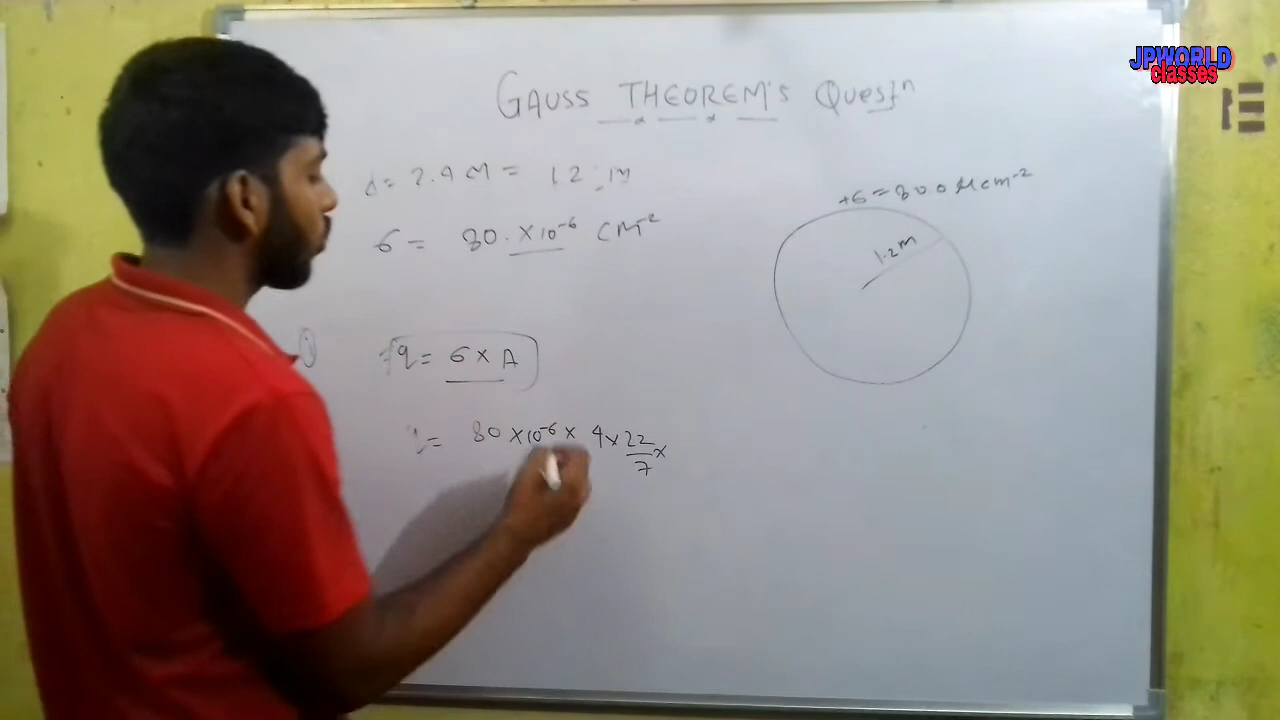 JPWORLD
classes
GAUSS THEOREM'S Questn
d = 2.4 M = 1.2 m
+σ = 800 μcm⁻²
σ = 80. × 10⁻⁶ CM⁻²
1.2m
q = σ × A
q = 80 × 10⁻⁶ × 4 × 22/7 ×